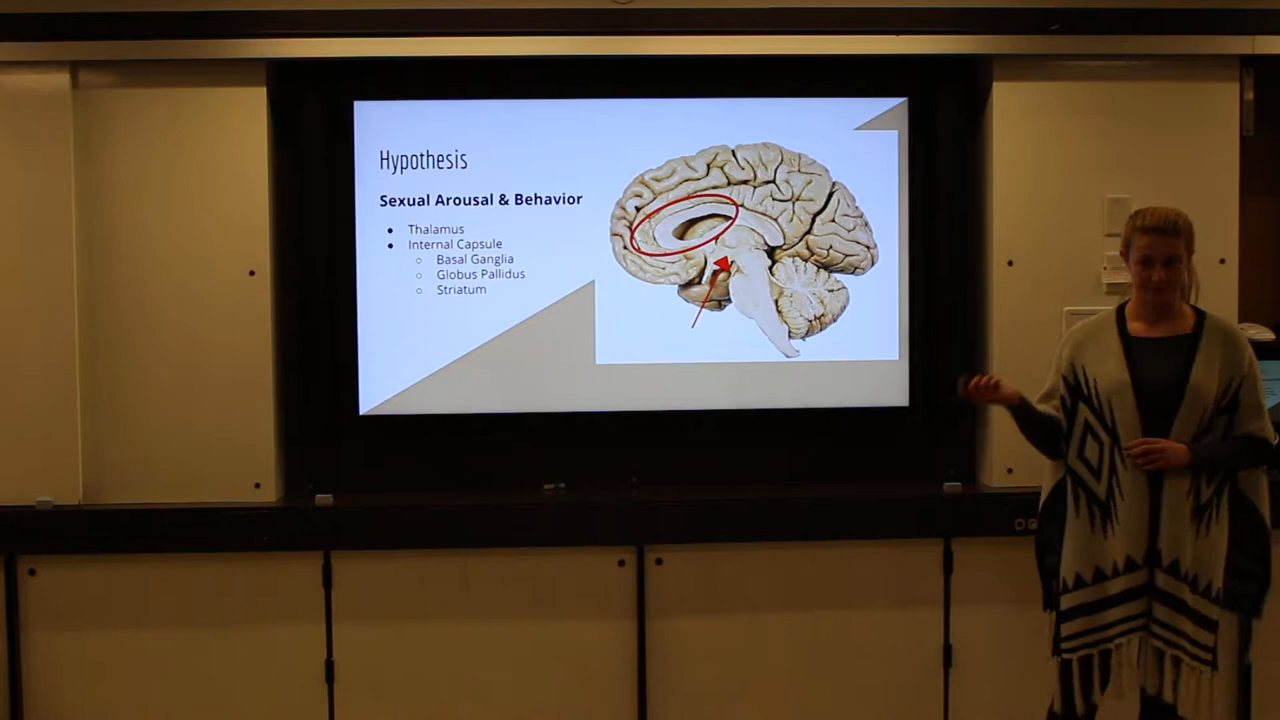 Hypothesis
Sexual Arousal & Behavior
● Thalamus
● Internal Capsule
○ Basal Ganglia
○ Globus Pallidus
○ Striatum